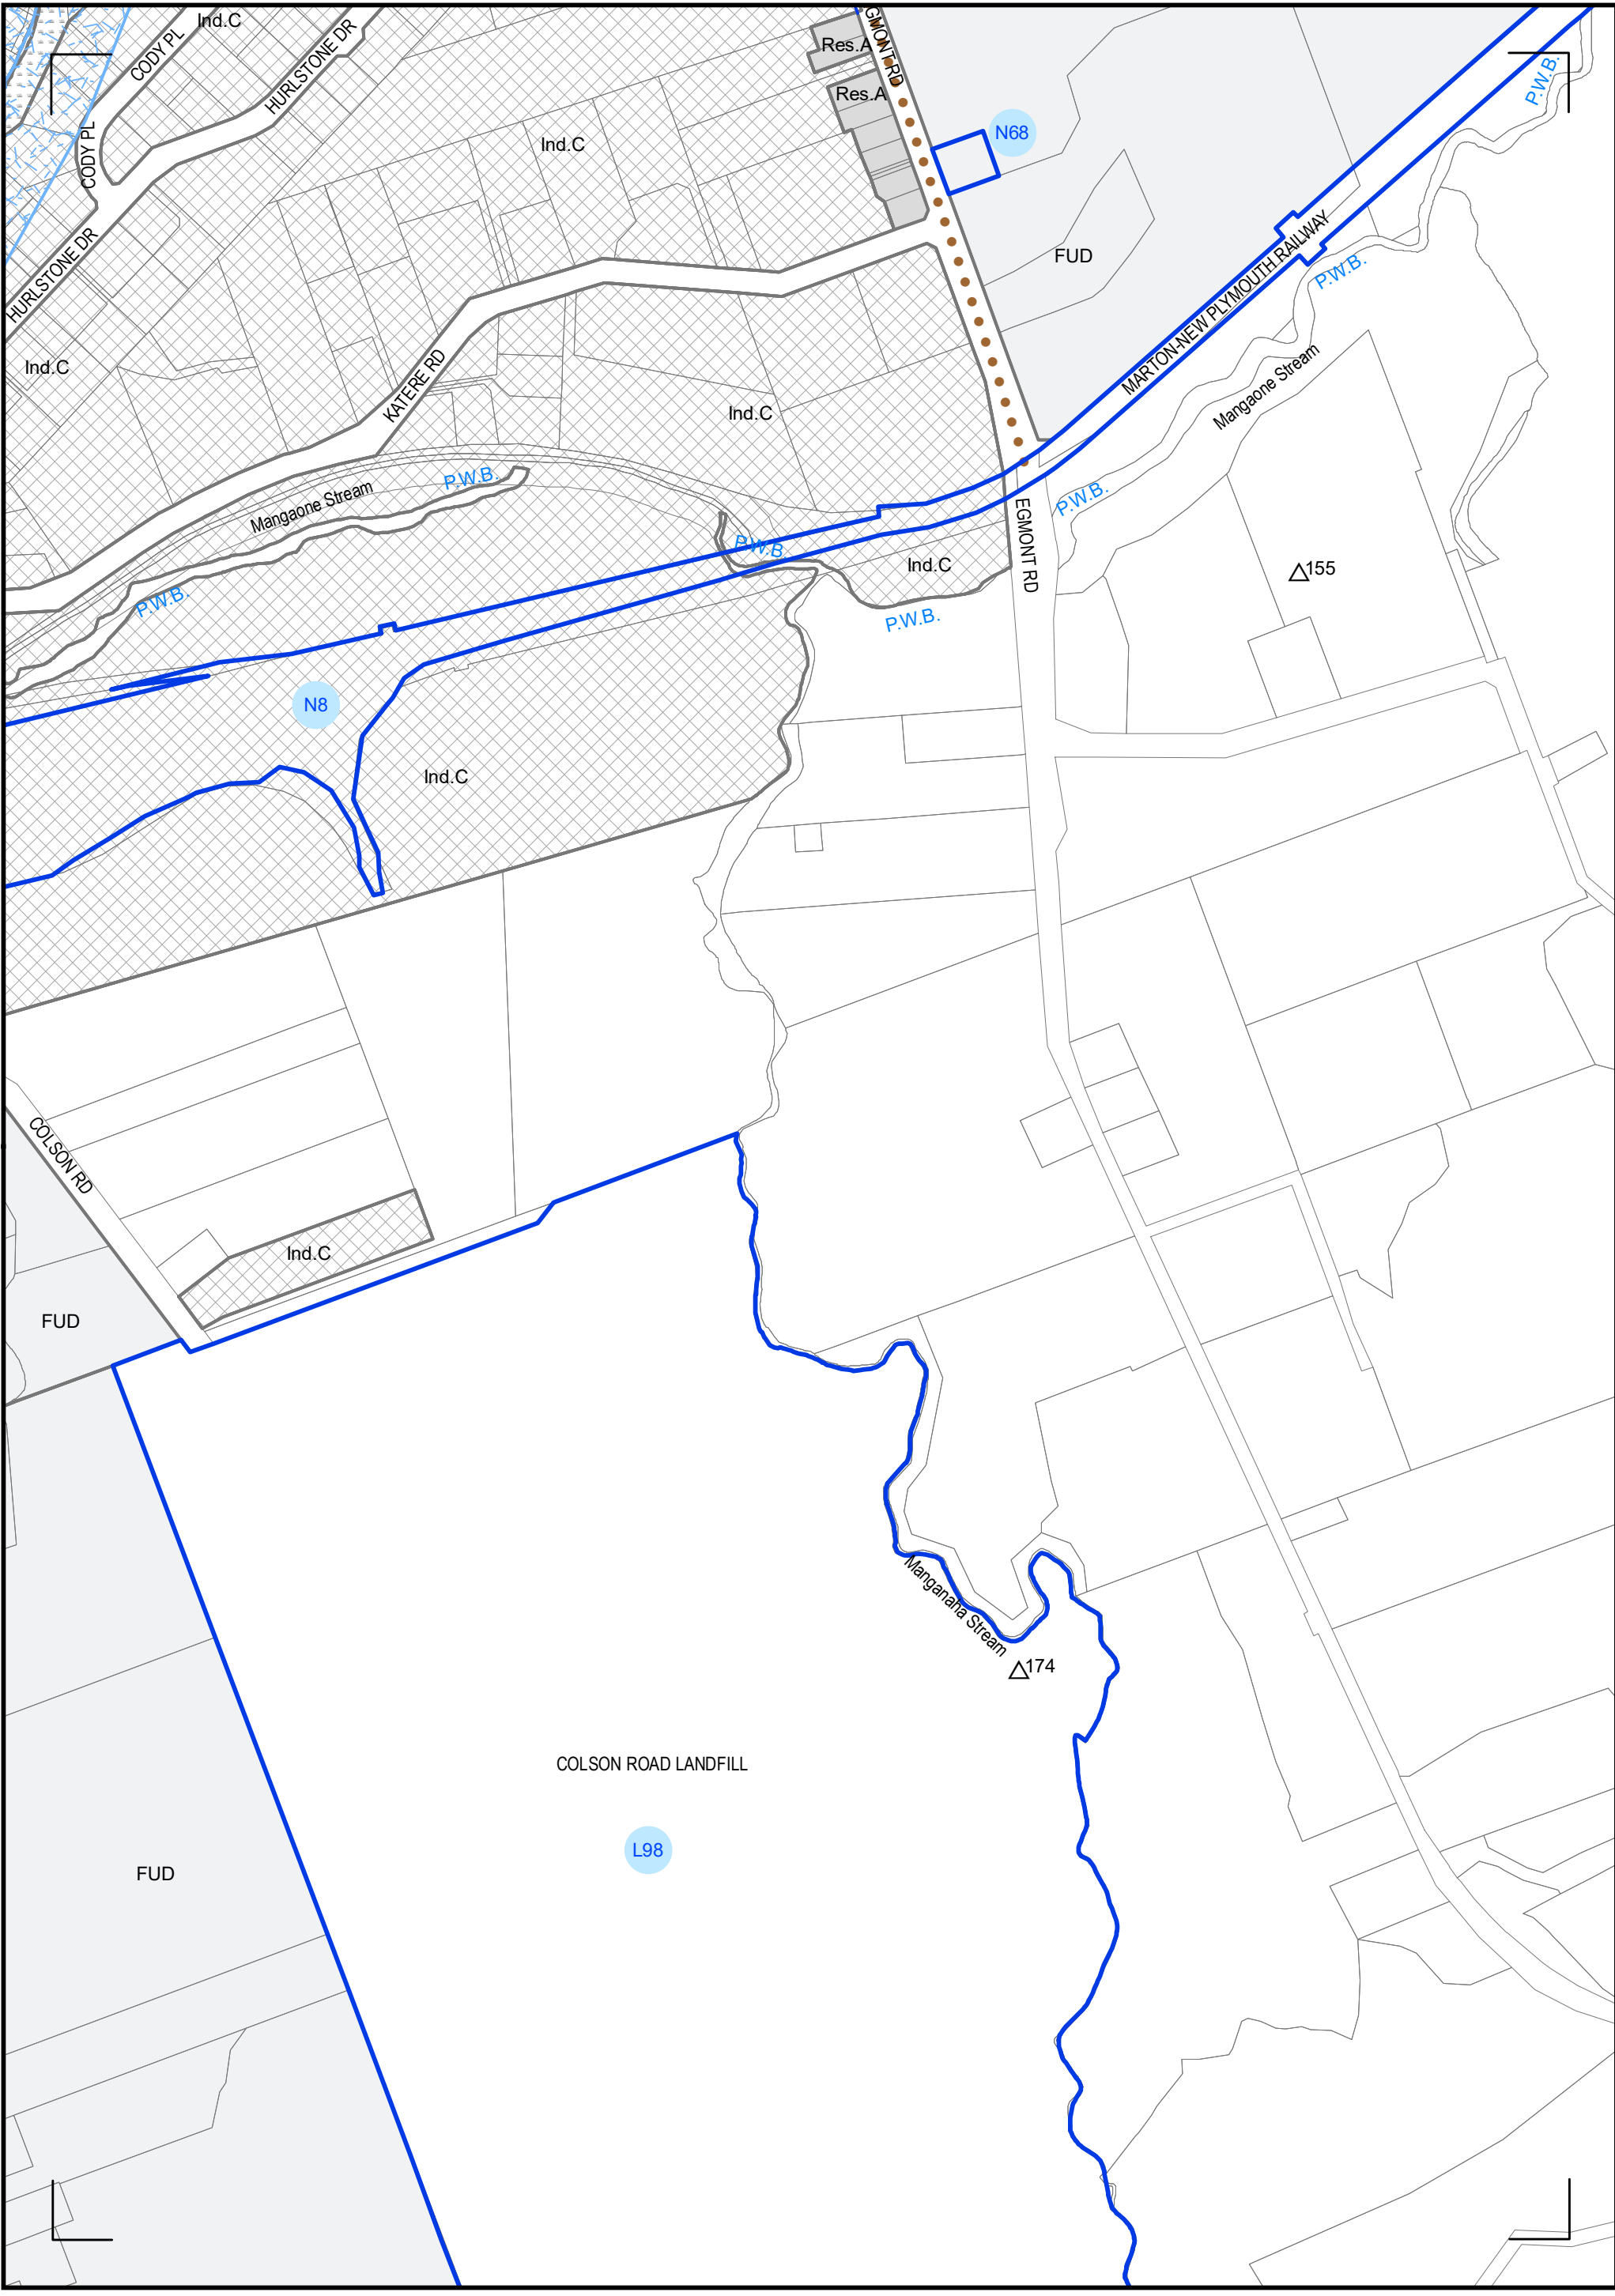 Ind.C
CODY PL
HURLSTONE DR
EGMONT RD
Res.A
P.W.B.
Res.A
N68
Ind.C
CODY PL
HURLSTONE DR
FUD
MARTON-NEW PLYMOUTH RAILWAY
P.W.B.
Ind.C
KATERE RD
Mangaone Stream
Ind.C
P.W.B.
Mangaone Stream
P.W.B.
P.W.B.
EGMONT RD
Ind.C
155
P.W.B.
P.W.B.
N8
Ind.C
COLSON RD
Ind.C
FUD
Manganaha Stream
174
COLSON ROAD LANDFILL
L98
FUD